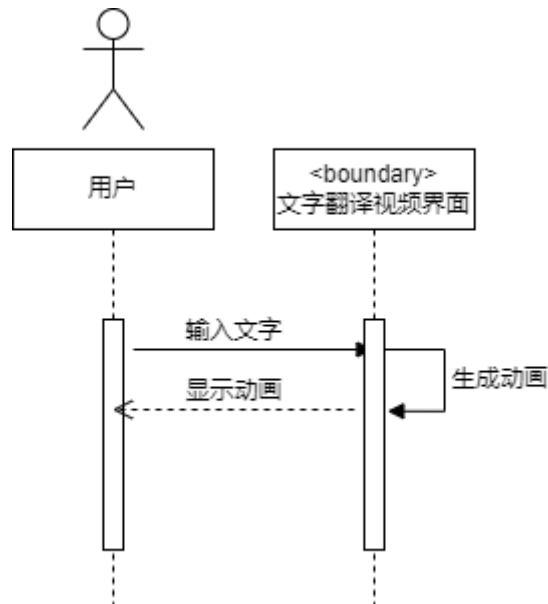 用户
<boundary>
文字翻译视频界面
输入文字
生成动画
显示动画